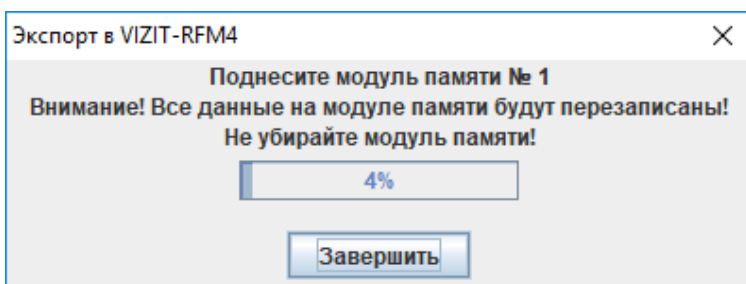 Экспорт в VIZIT-RFM4
Поднесите модуль памяти № 1
Внимание! Все данные на модуле памяти будут перезаписаны!
Не убирайте модуль памяти!
4%
Завершить